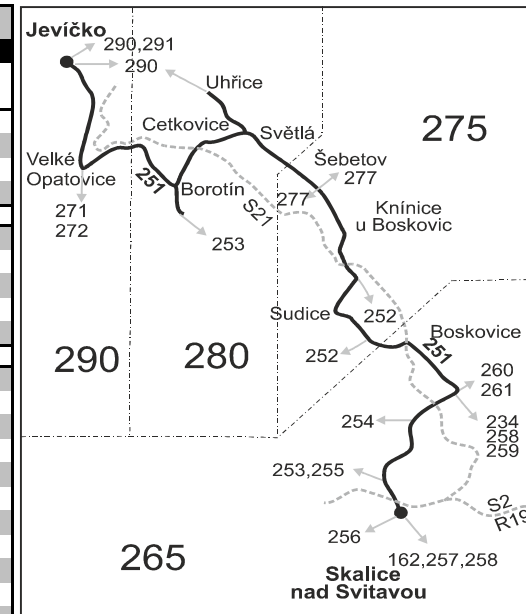 Jevíčko
290,291
290
Uhřice
Cetkovice
Světlá
275
Velké
Opatovice
251
Borotín
Šebetov
277
277
S21
Knínice
u Boskovic
271
272
253
Sudice
252
Boskovice
251
252
290
280
260
261
254
234
258
259
253,255
S2
R19
256
162,257,258
265
Skalice
nad Svitavou